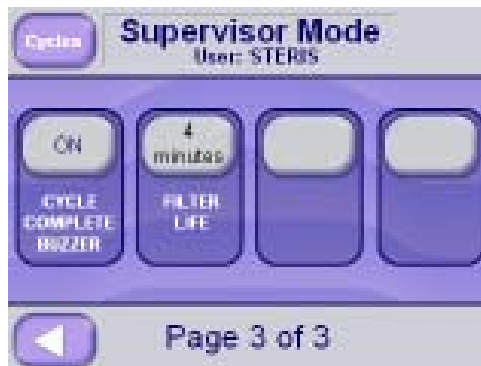 Cycles
Supervisor Mode
User: STERIS
ON
CYCLE
COMPLETE
BUZZER
4
minutes
FILTER
LIFE
Page 3 of 3